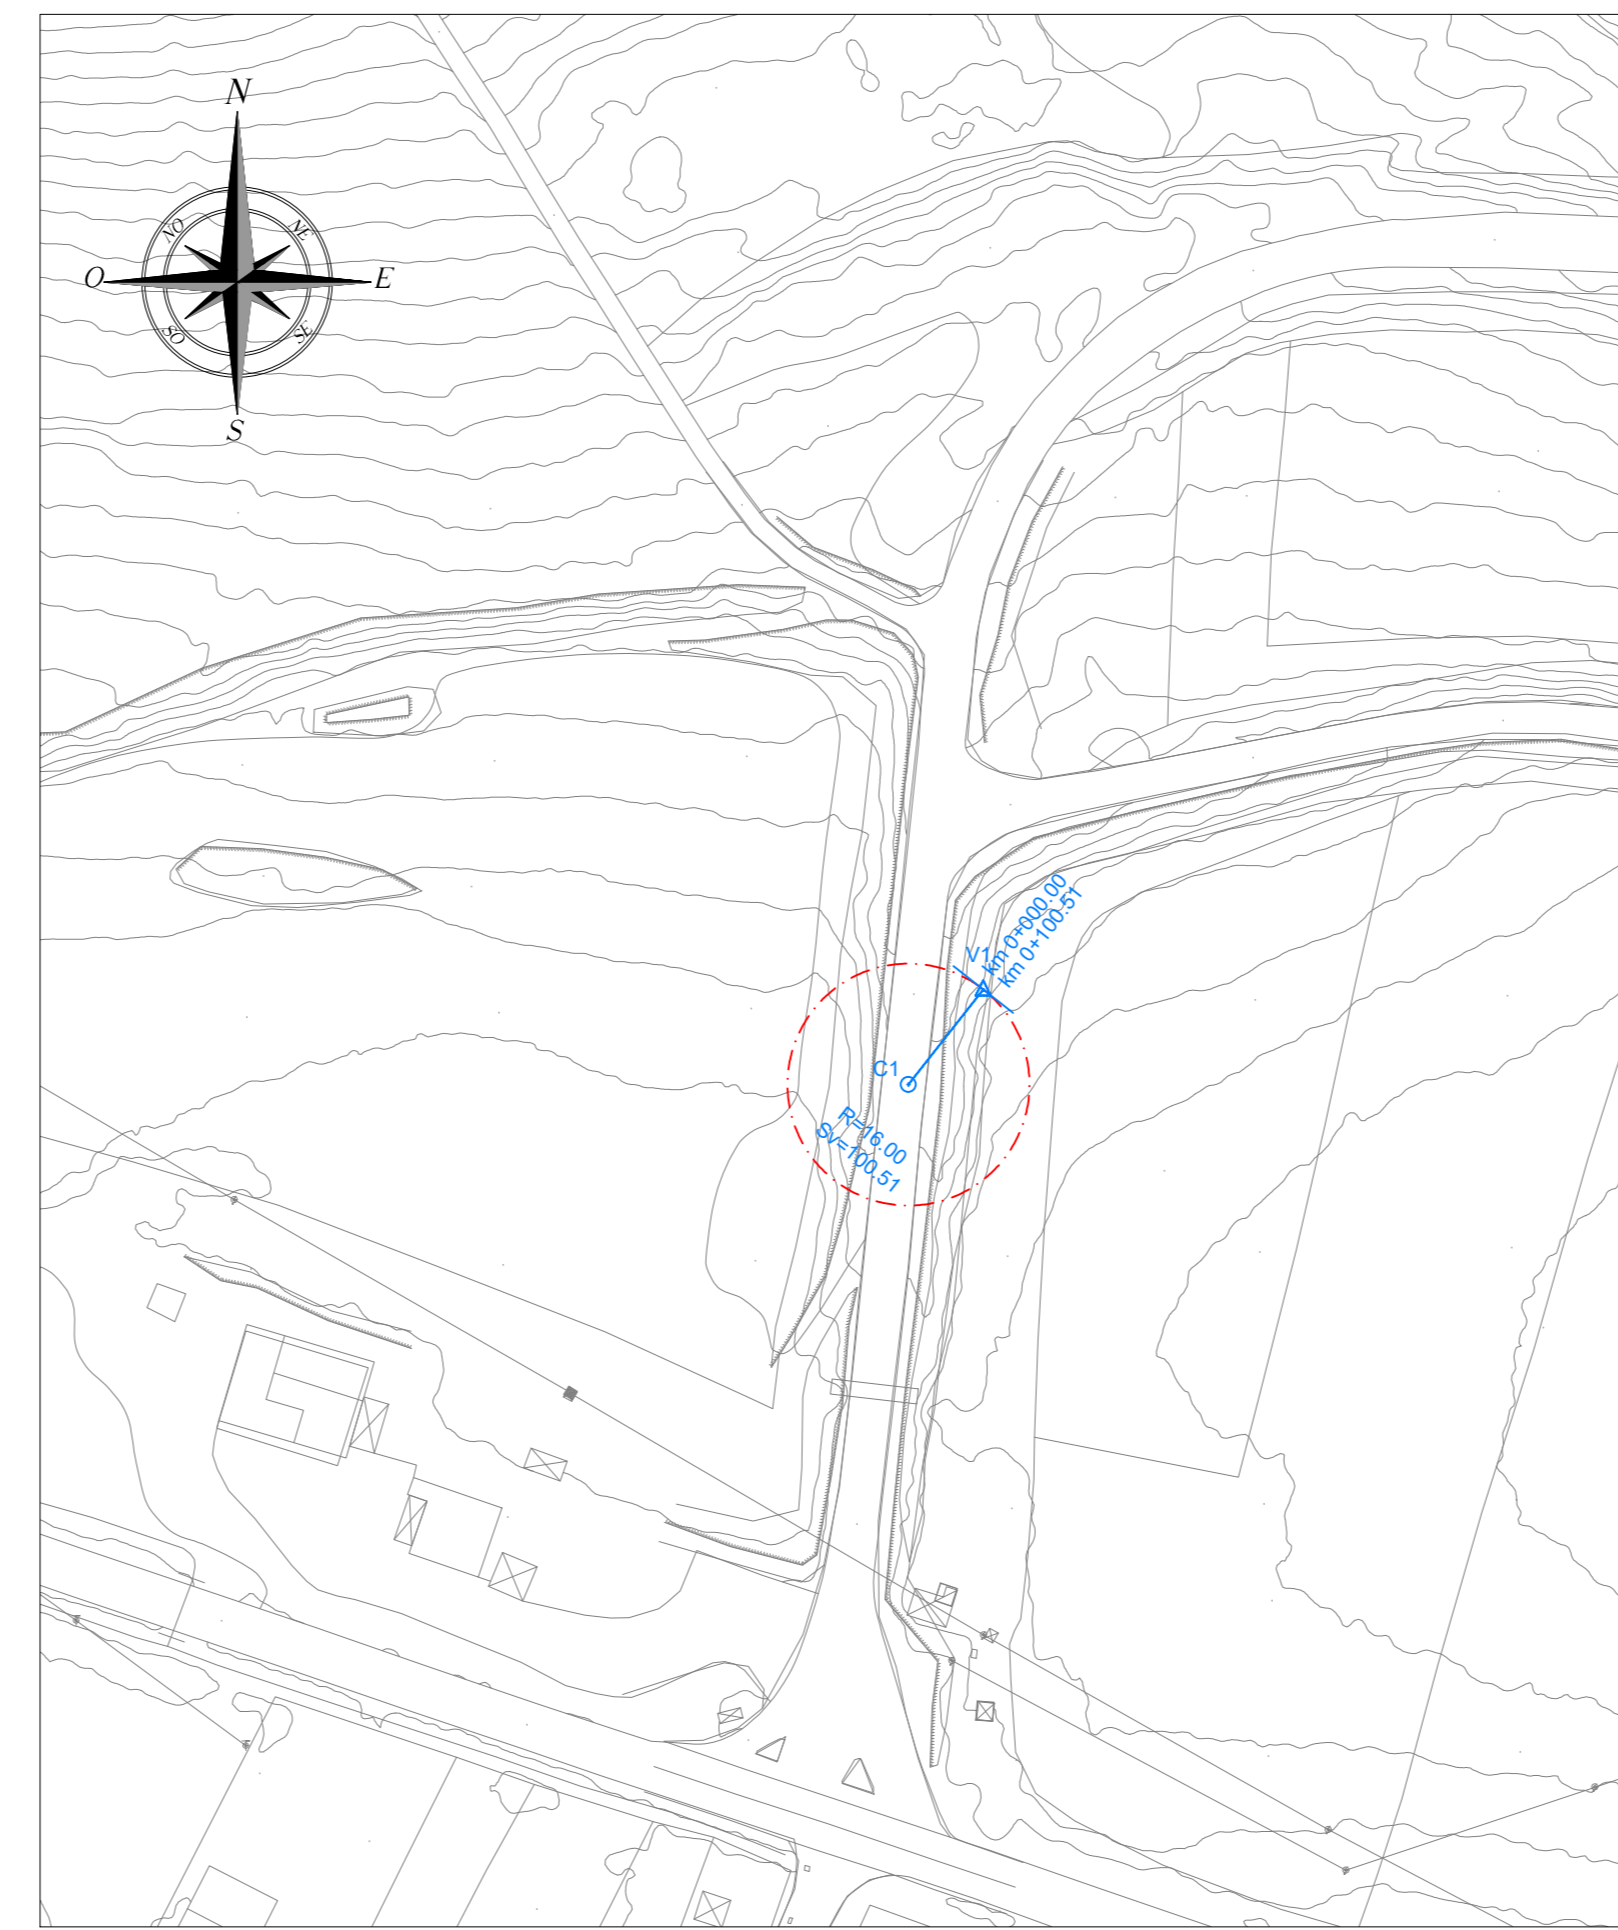 N
NO
NE
O
E
SO
SE
S
km 0+000.00
km 0+100.51
V1
C1
R=16.00
Sv=100.51